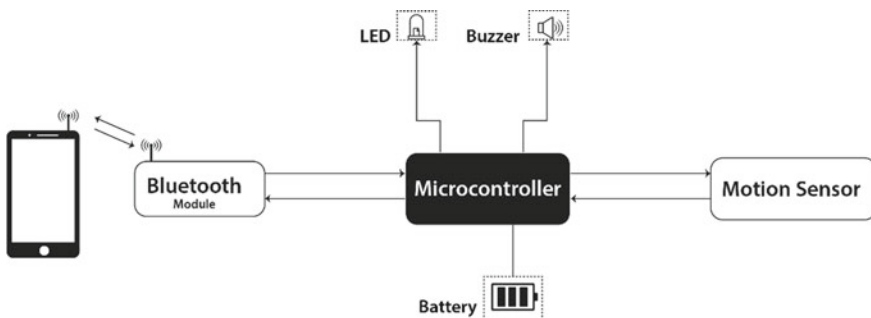 LED
Buzzer
Bluetooth
Module
Microcontroller
Motion Sensor
Battery